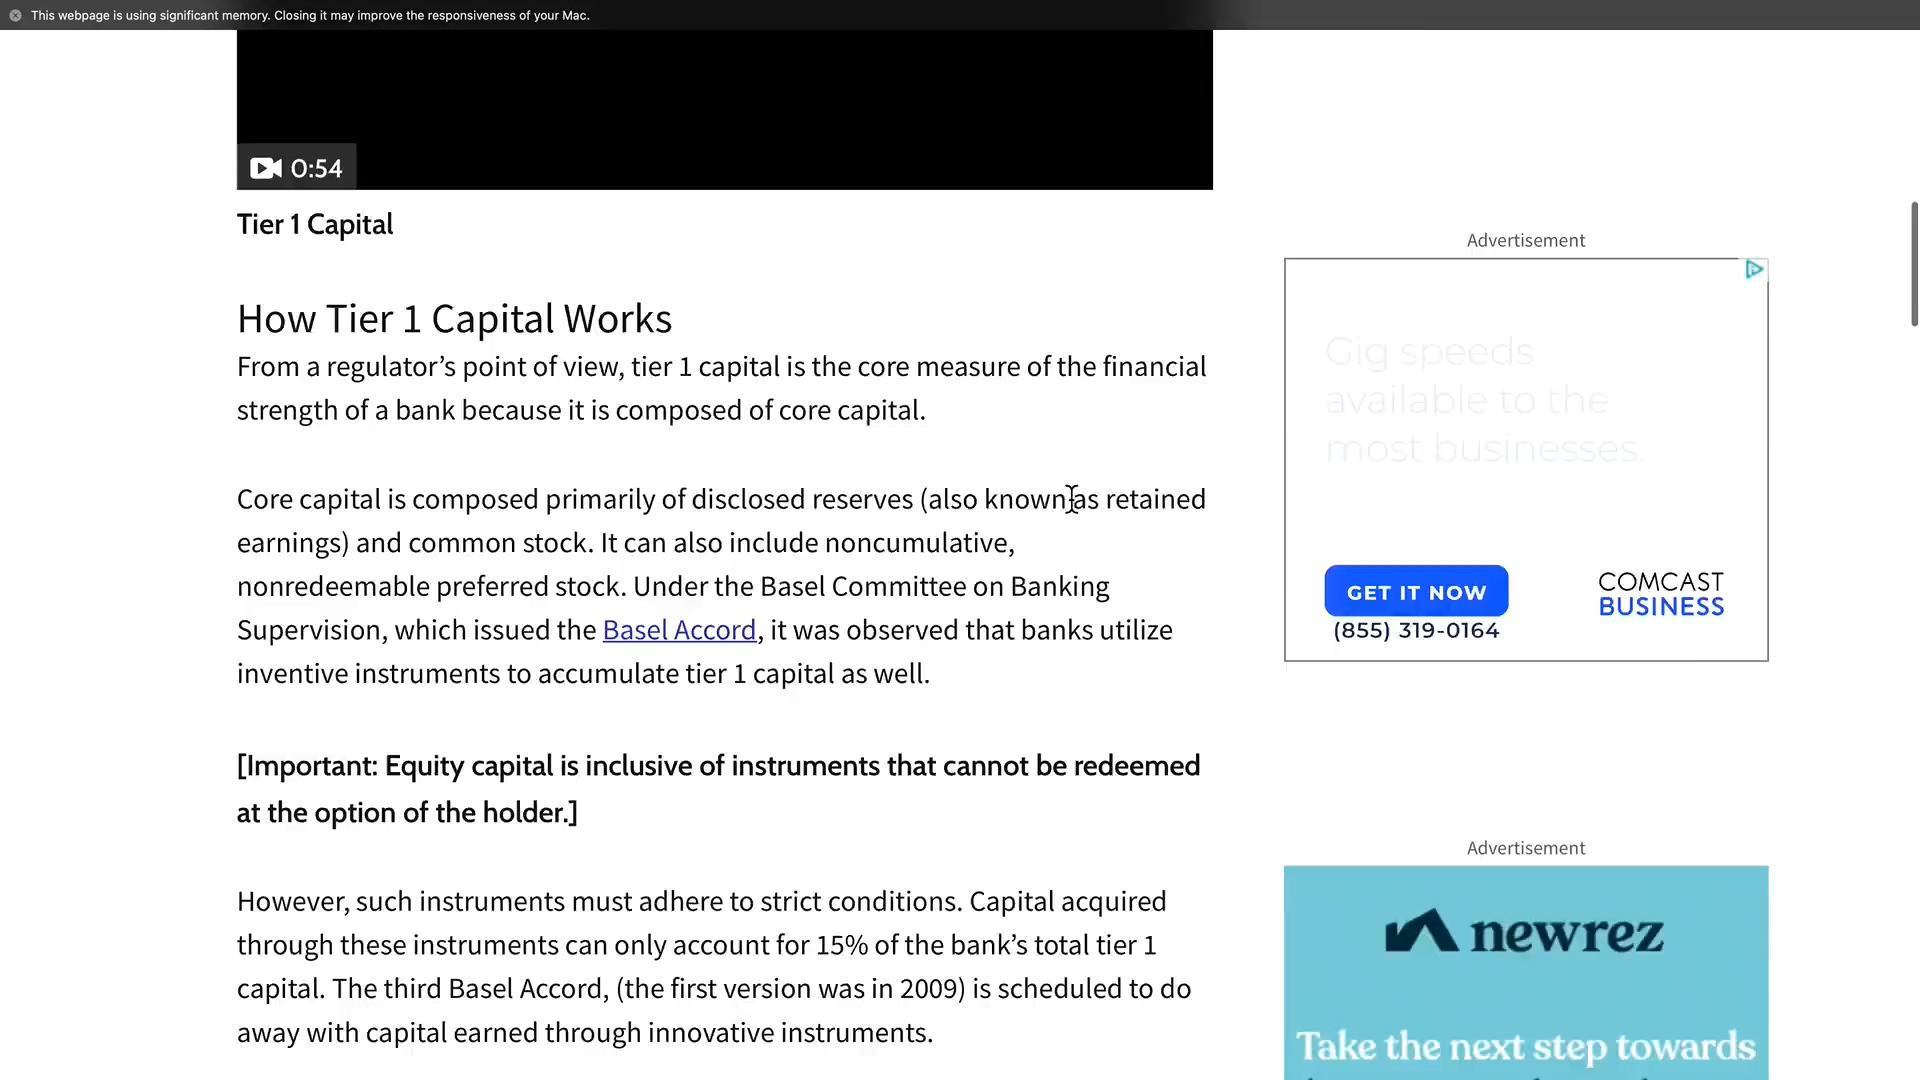 This webpage is using significant memory. Closing it may improve the responsiveness of your Mac.
0:54
Tier 1 Capital
How Tier 1 Capital Works
From a regulator’s point of view, tier 1 capital is the core measure of the financial
strength of a bank because it is composed of core capital.
Core capital is composed primarily of disclosed reserves (also known as retained
earnings) and common stock. It can also include noncumulative,
nonredeemable preferred stock. Under the Basel Committee on Banking
Supervision, which issued the Basel Accord, it was observed that banks utilize
inventive instruments to accumulate tier 1 capital as well.
[Important: Equity capital is inclusive of instruments that cannot be redeemed
at the option of the holder.]
However, such instruments must adhere to strict conditions. Capital acquired
through these instruments can only account for 15% of the bank’s total tier 1
capital. The third Basel Accord, (the first version was in 2009) is scheduled to do
away with capital earned through innovative instruments.
Advertisement
Gig speeds
available to the
most businesses.
GET IT NOW
(855) 319-0164
COMCAST
BUSINESS
Advertisement
newrez
Take the next step towards